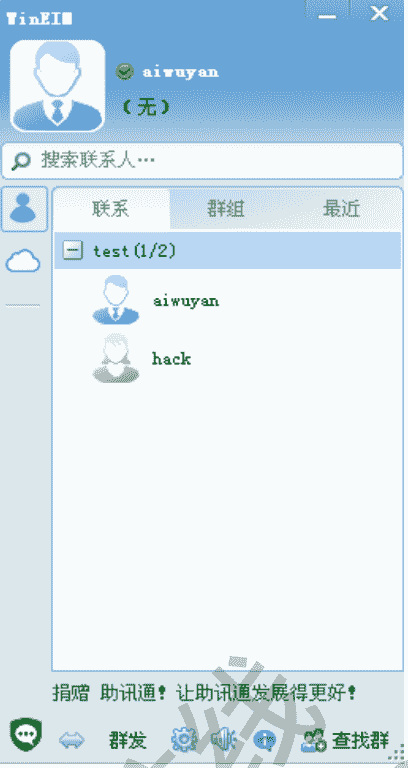 WinEIM
aiwuyan
(无)
搜索联系人...
联系 群组 最近
test(1/2)
aiwuyan
hack
捐赠 助讯通! 让助讯通发展得更好!
群发 查找群
线